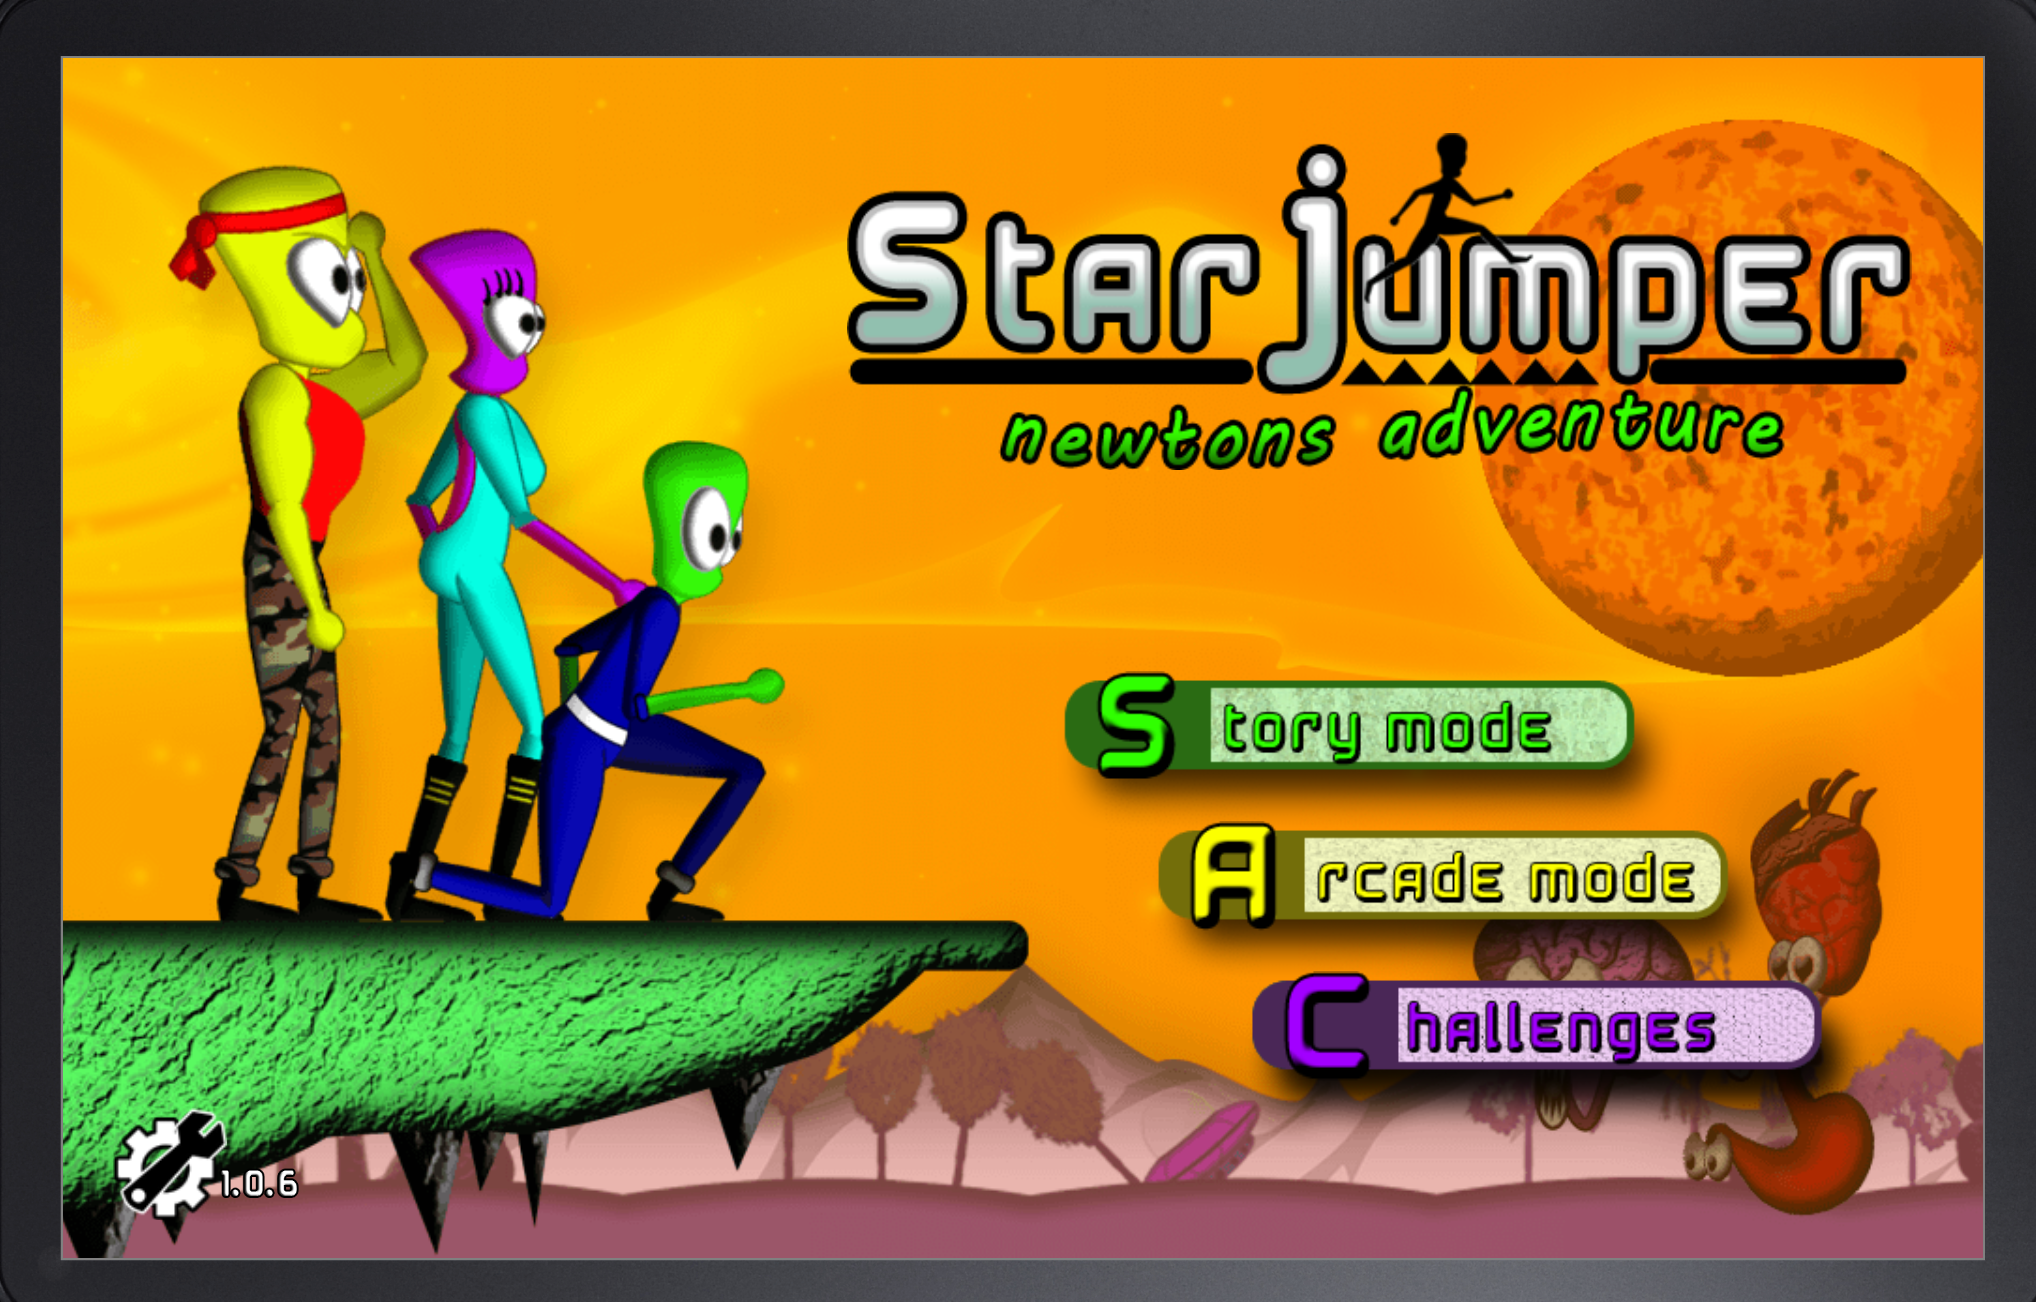 Star jumper
newtons adventure
Story mode
Arcade mode
Challenges
1.0.6